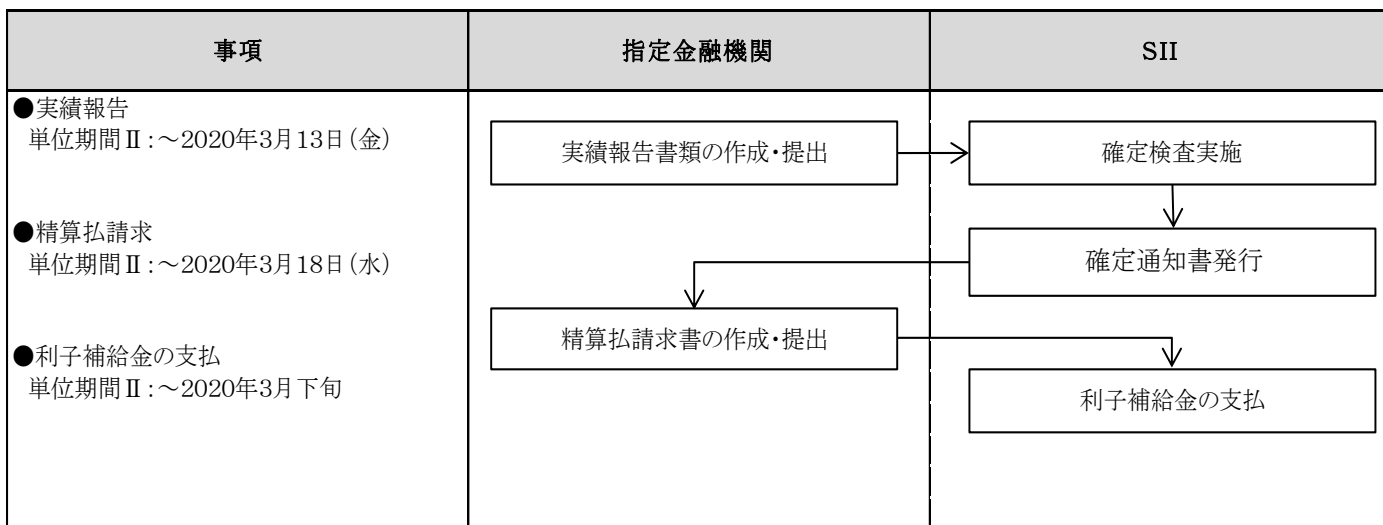 事項
指定金融機関
SII
●実績報告
単位期間Ⅱ:~2020年3月13日(金)
実績報告書類の作成・提出
確定検査実施
●精算払請求
単位期間Ⅱ:~2020年3月18日(水)
確定通知書発行
精算払請求書の作成・提出
●利子補給金の支払
単位期間Ⅱ:~2020年3月下旬
利子補給金の支払